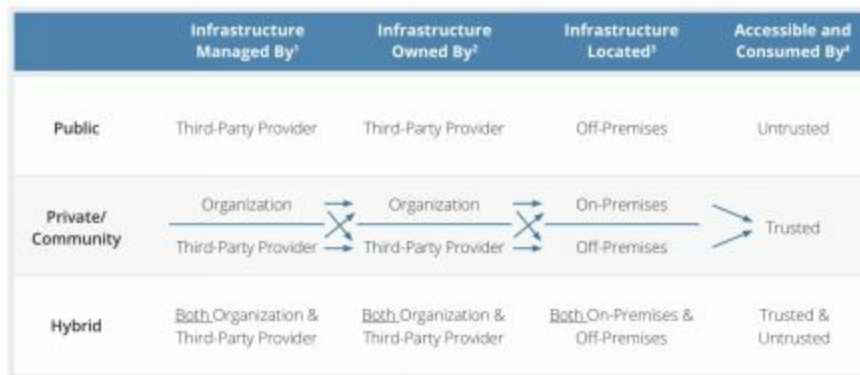 Infrastructure Managed By¹
Infrastructure Owned By²
Infrastructure Located³
Accessible and Consumed By⁴
Public
Third-Party Provider
Third-Party Provider
Off-Premises
Untrusted
Private/
Community
Organization
Organization
On-Premises
Third-Party Provider
Third-Party Provider
Off-Premises
Trusted
Hybrid
Both Organization &
Third-Party Provider
Both Organization &
Third-Party Provider
Both On-Premises &
Off-Premises
Trusted &
Untrusted